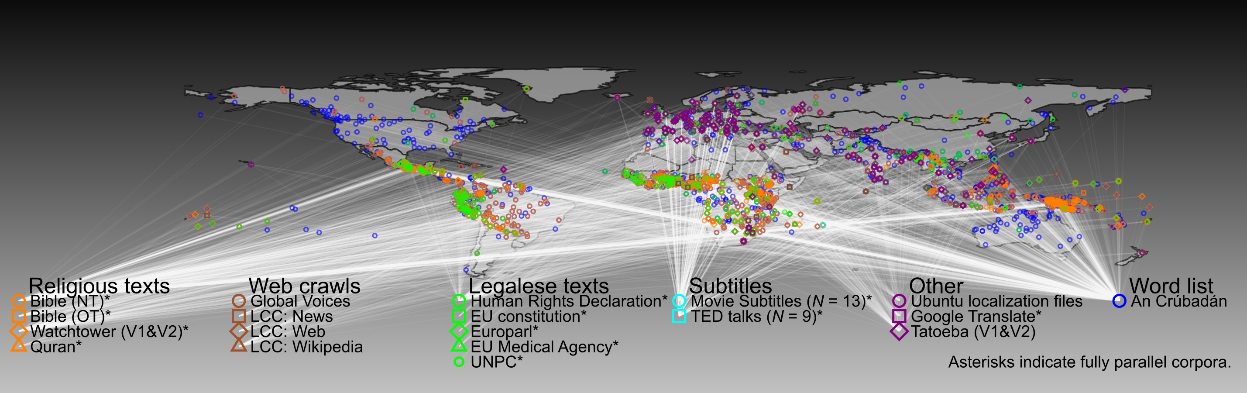 Religious texts
Bible (NT)*
Bible (OT)*
Watchtower (V1&V2)*
Quran*
Web crawls
Global Voices
LCC: News
LCC: Web
LCC: Wikipedia
Legalese texts
Human Rights Declaration*
EU constitution*
Europarl*
EU Medical Agency*
UNPC*
Subtitles
Movie Subtitles (N = 13)*
TED talks (N = 9)*
Other
Ubuntu localization files
Google Translate*
Tatoeba (V1&V2)
Word list
An Crúbadán
Asterisks indicate fully parallel corpora.